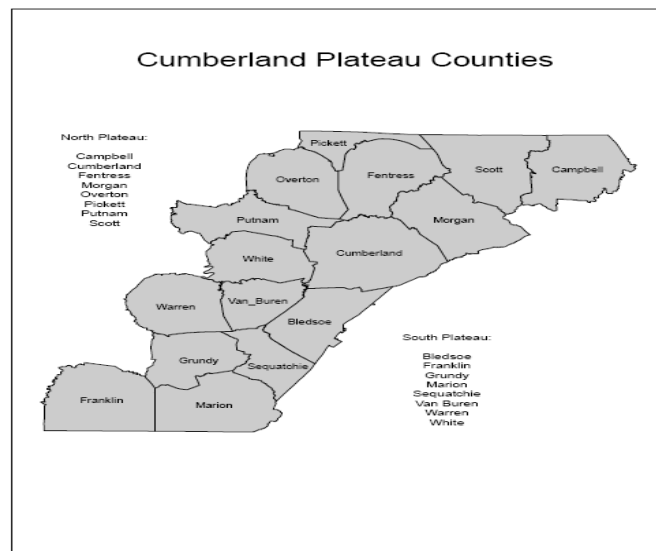 Cumberland Plateau Counties
North Plateau:
Campbell
Cumberland
Fentress
Morgan
Overton
Pickett
Putnam
Scott
Pickett
Overton
Fentress
Scott
Campbell
Putnam
Morgan
White
Cumberland
Warren
Van_Buren
Bledsoe
Grundy
Sequatchie
Franklin
Marion
South Plateau:
Bledsoe
Franklin
Grundy
Marion
Sequatchie
Van Buren
Warren
White